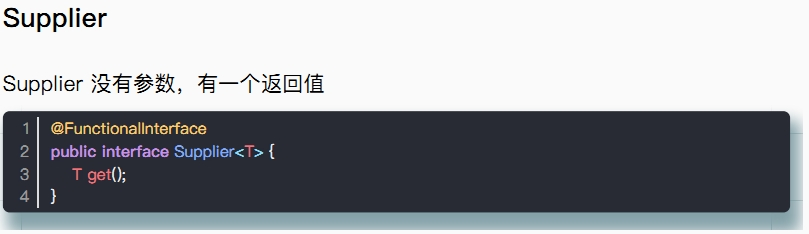 Supplier
Supplier 没有参数，有一个返回值
1 @FunctionalInterface
2 public interface Supplier<T> {
3 T get();
4 }